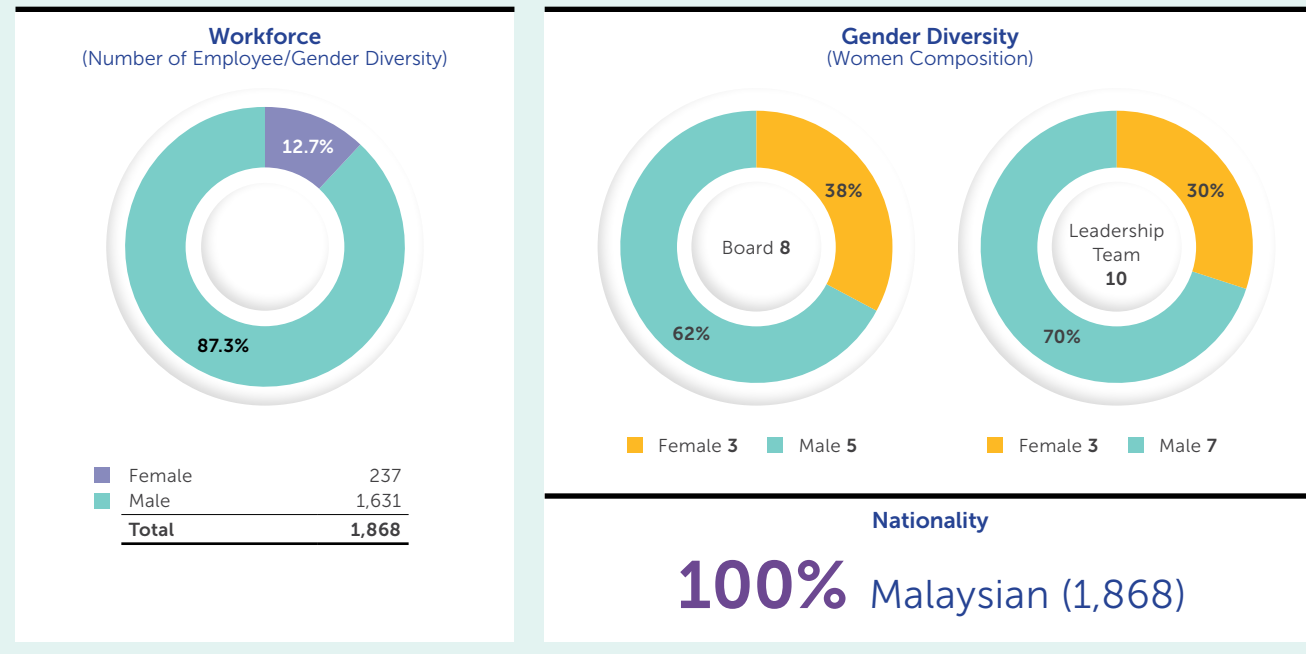 Workforce
(Number of Employee/Gender Diversity)
12.7%
87.3%
Female 237
Male 1,631
Total 1,868
Gender Diversity
(Women Composition)
38%
Board 8
62%
Female 3 Male 5
30%
Leadership
Team
10
70%
Female 3 Male 7
Nationality
100% Malaysian (1,868)